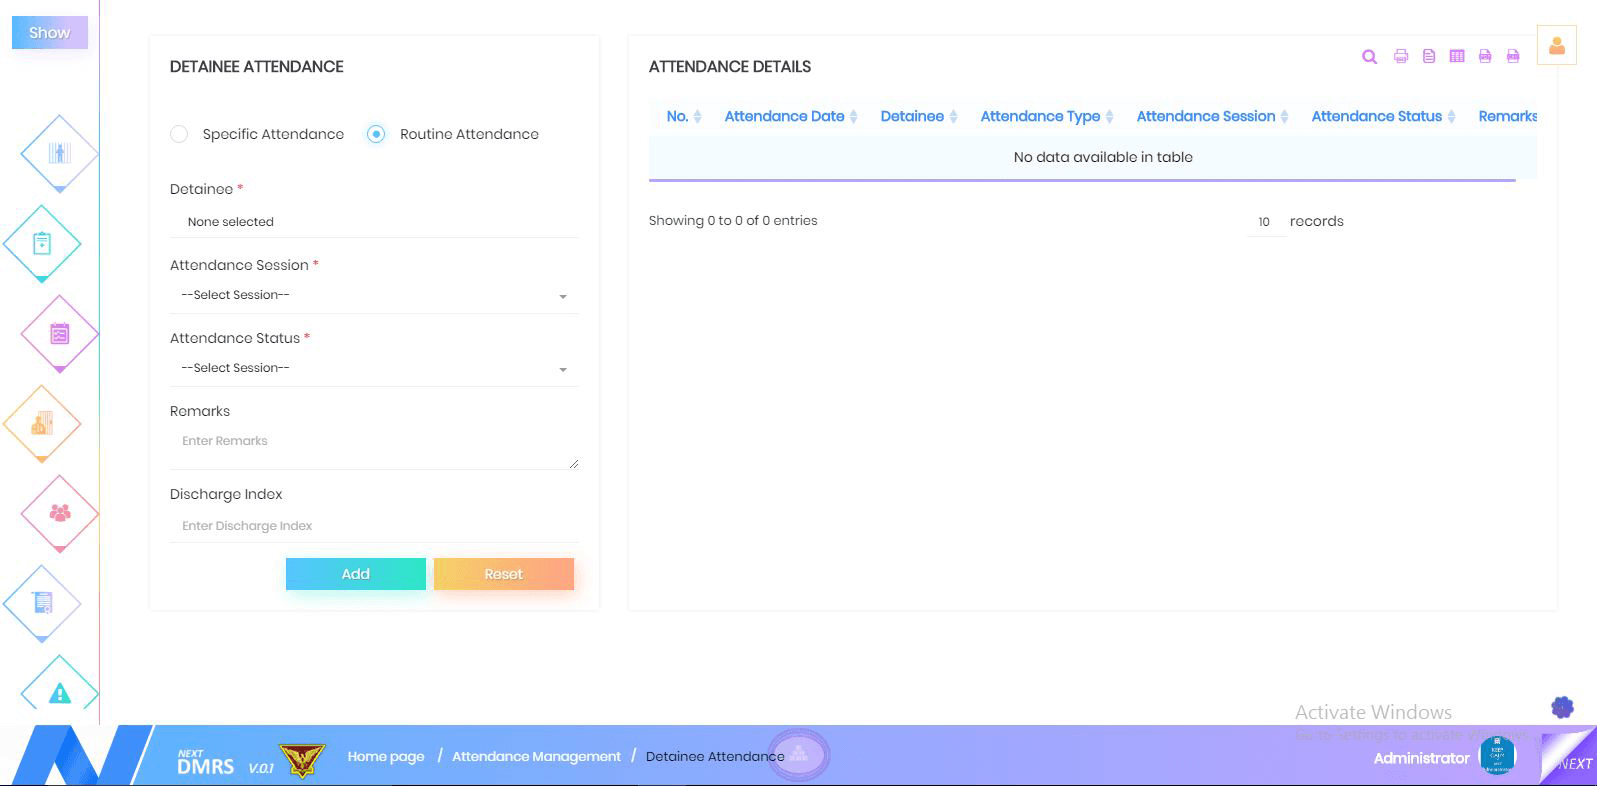 Show
DETAINEE ATTENDANCE
Specific Attendance
Routine Attendance
Detainee *
None selected
Attendance Session *
--Select Session--
Attendance Status *
--Select Session--
Remarks
Enter Remarks
Discharge Index
Enter Discharge Index
Add
Reset
ATTENDANCE DETAILS
No. Attendance Date Detainee Attendance Type Attendance Session Attendance Status Remarks
No data available in table
Showing 0 to 0 of 0 entries
10 records
Activate Windows
Go to Settings to activate Windows.
NEXT
DMRS V.0.1
Home page / Attendance Management / Detainee Attendance
Administrator
KEEP
CALM
NEXT